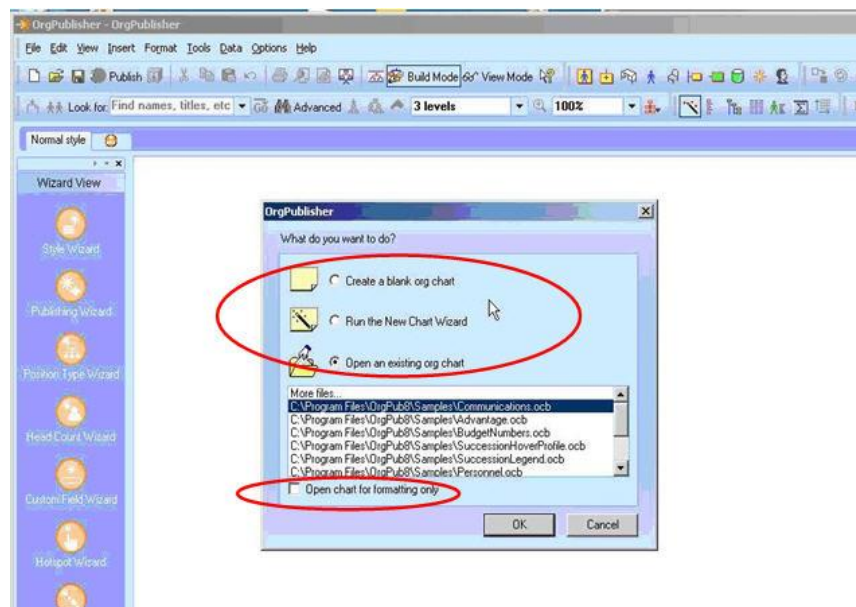 OrgPublisher - OrgPublisher
File Edit View Insert Format Tools Data Options Help
Publish Build Mode View Mode
Look for: Find names, titles, etc Go Advanced 3 levels 100%
Normal style
Wizard View
Style Wizard
Publishing Wizard
Position Type Wizard
Head Count Wizard
Custom Field Wizard
Hotspot Wizard
OrgPublisher
What do you want to do?
Create a blank org chart
Run the New Chart Wizard
Open an existing org chart
More files...
C:\Program Files\OrgPub8\Samples\Communications.ocb
C:\Program Files\OrgPub8\Samples\Advantage.ocb
C:\Program Files\OrgPub8\Samples\BudgetNumbers.ocb
C:\Program Files\OrgPub8\Samples\SuccessionHoverProfile.ocb
C:\Program Files\OrgPub8\Samples\SuccessionLegend.ocb
C:\Program Files\OrgPub8\Samples\Personnel.ocb
Open chart for formatting only
OK Cancel